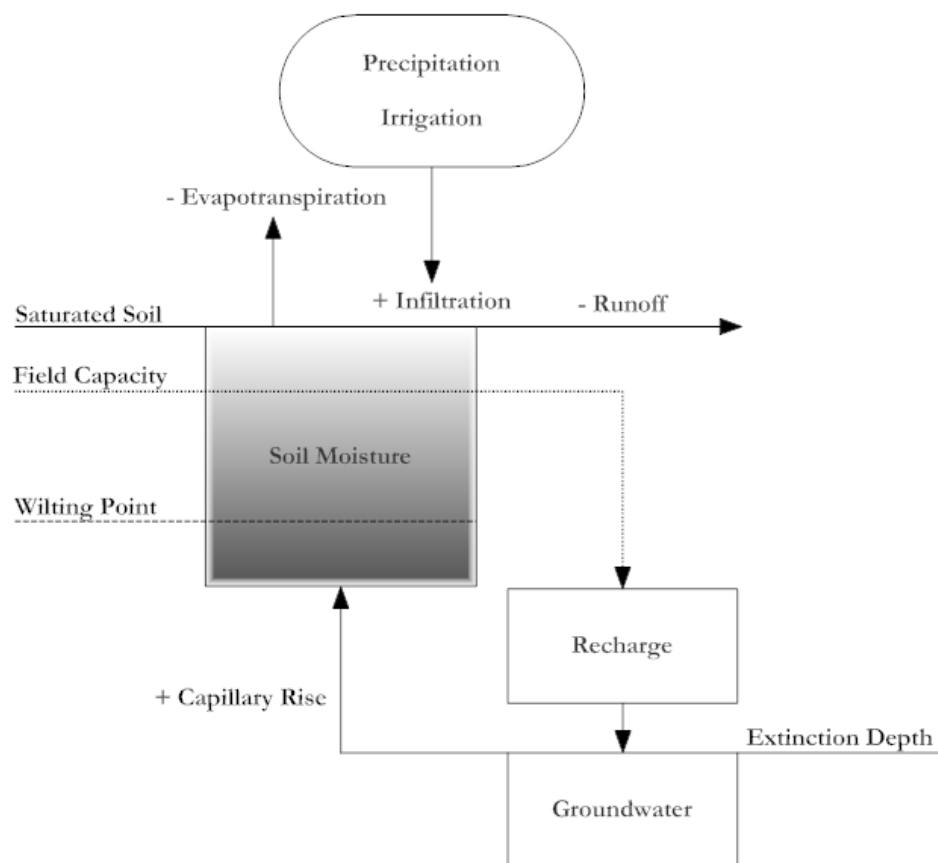 Precipitation
Irrigation
- Evapotranspiration
+ Infiltration
- Runoff
Saturated Soil
Field Capacity
Soil Moisture
Wilting Point
Recharge
+ Capillary Rise
Extinction Depth
Groundwater